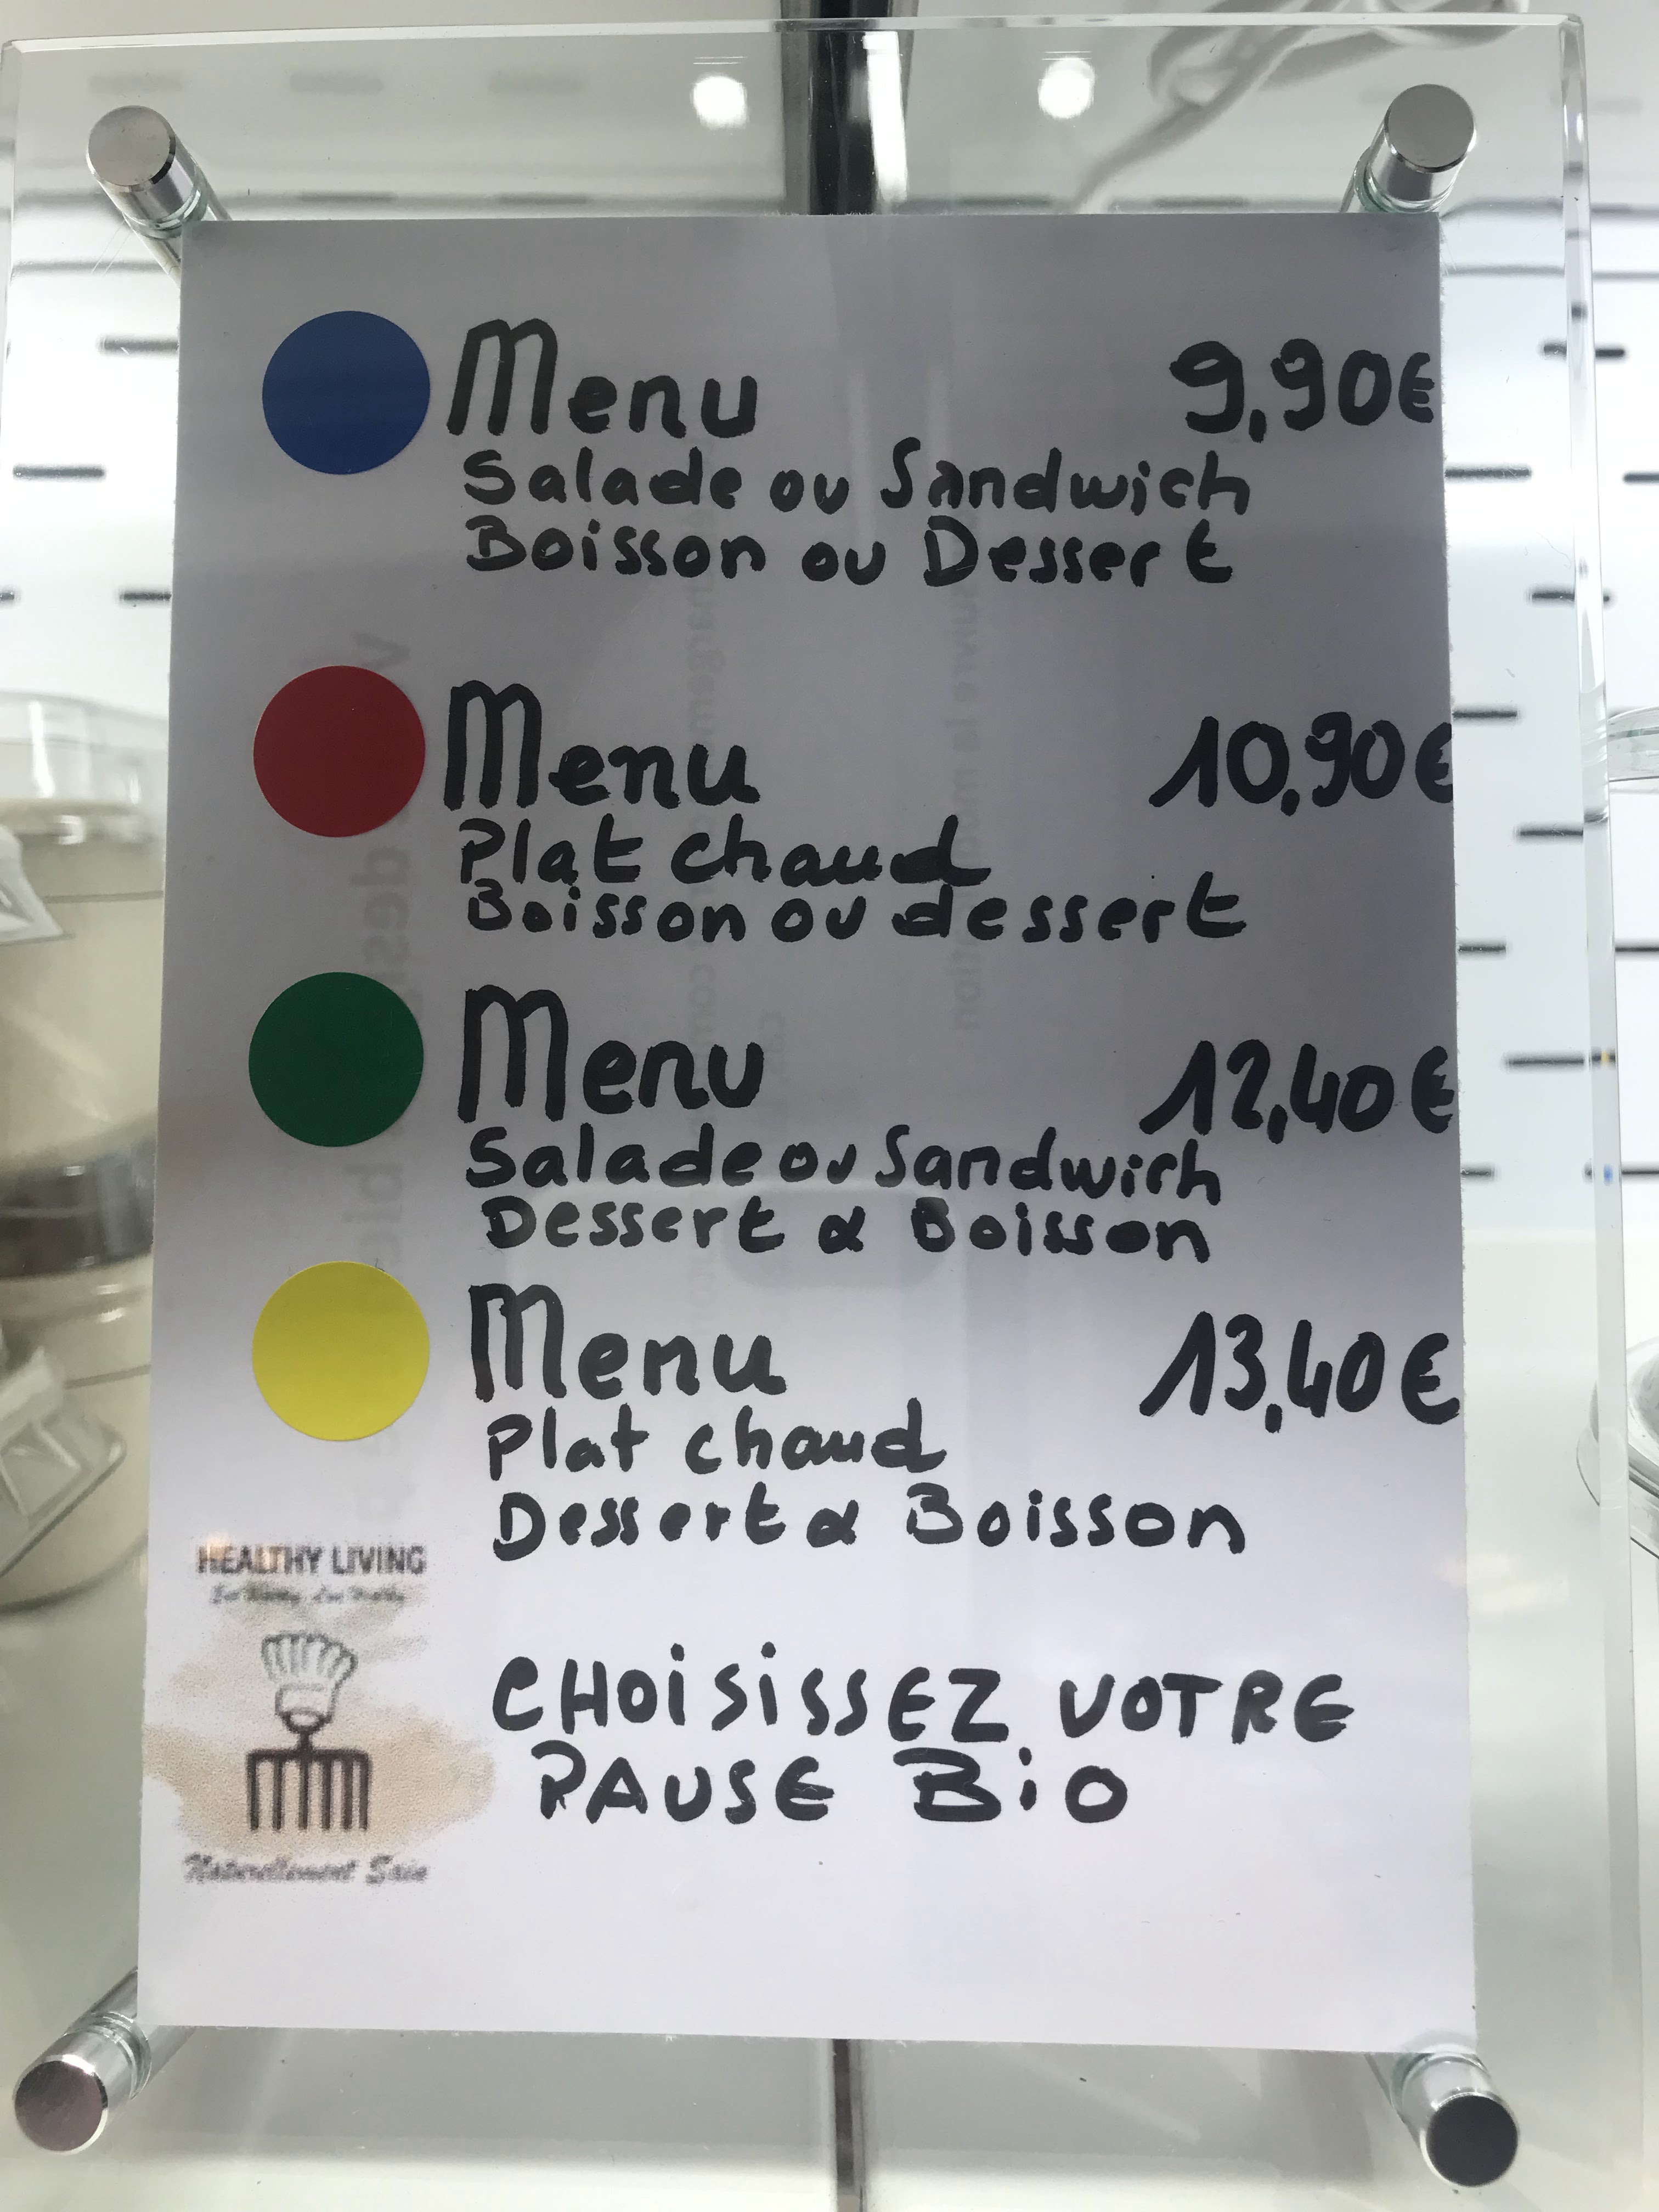 Menu 9,90€
Salade ou Sandwich
Boisson ou Dessert
Menu 10,90€
Plat chaud
Boisson ou dessert
Menu 12,40€
Salade ou Sandwich
Dessert & Boisson
Menu 13,40€
Plat chaud
Dessert & Boisson
HEALTHY LIVING
CHOiSiSSEZ VOTRE
PAUSE BiO
Naturellement Sain